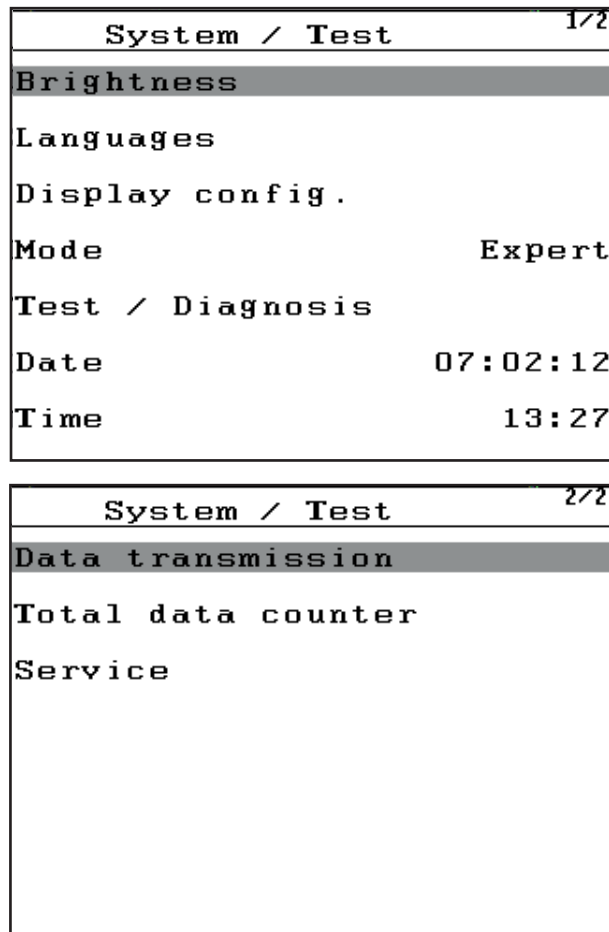 System / Test 1/2
Brightness
Languages
Display config.
Mode Expert
Test / Diagnosis
Date 07:02:12
Time 13:27
System / Test 2/2
Data transmission
Total data counter
Service